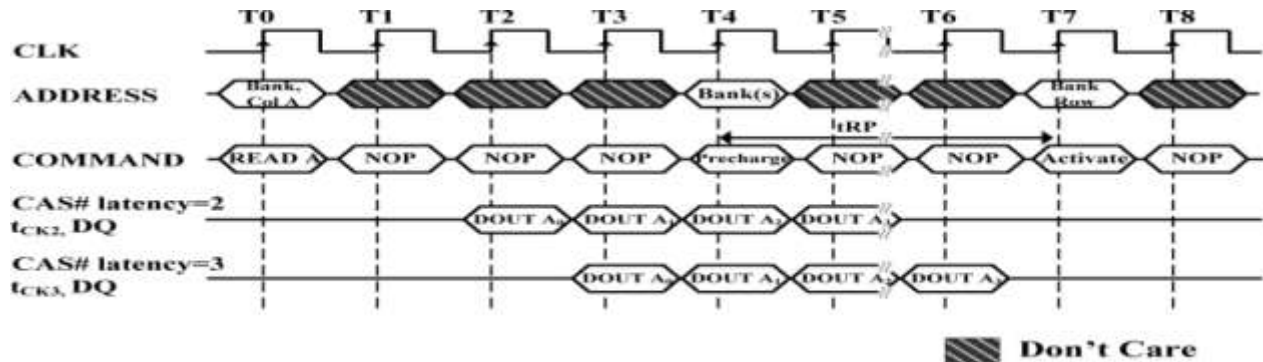 T0 T1 T2 T3 T4 T5 T6 T7 T8
CLK
ADDRESS Bank, Col A Bank(s) Bank Row
tRP
COMMAND READ A NOP NOP NOP Precharge NOP NOP Activate NOP
CAS# latency=2
tCK2, DQ DOUT A0 DOUT A1 DOUT A2 DOUT A3
CAS# latency=3
tCK3, DQ DOUT A0 DOUT A1 DOUT A2 DOUT A3
Don't Care